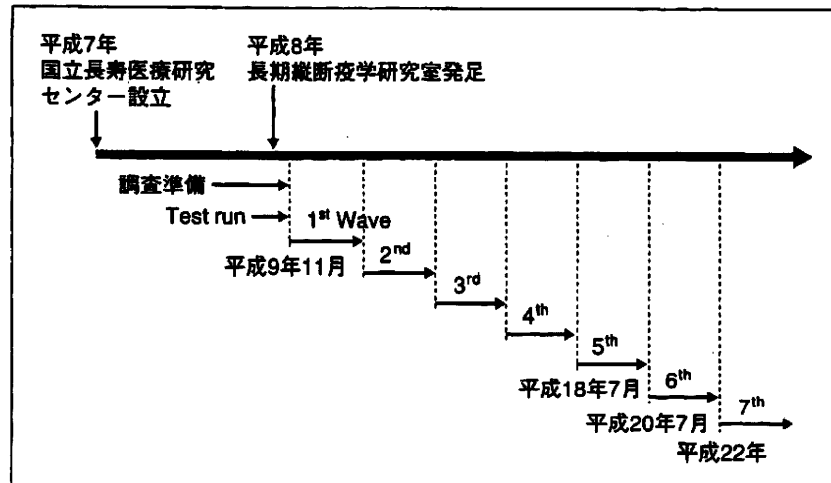 平成7年
国立長寿医療研究
センター設立
平成8年
長期縦断疫学研究室発足
調査準備
Test run
1st Wave
平成9年11月
2nd
3rd
4th
5th
平成18年7月
6th
平成20年7月
7th
平成22年